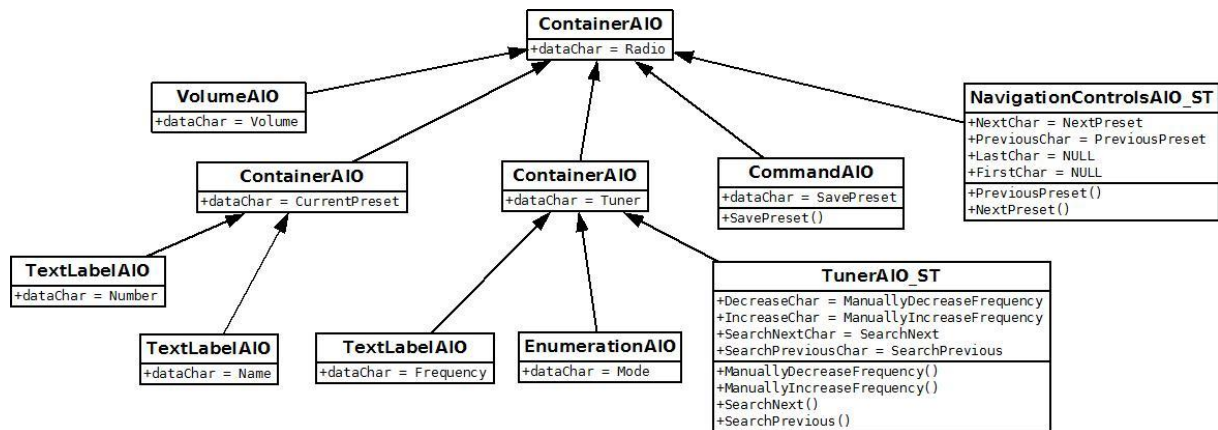 ContainerAIO
+dataChar = Radio
VolumeAIO
+dataChar = Volume
NavigationControlsAIO_ST
+NextChar = NextPreset
+PreviousChar = PreviousPreset
+LastChar = NULL
+FirstChar = NULL
+PreviousPreset()
+NextPreset()
ContainerAIO
+dataChar = CurrentPreset
ContainerAIO
+dataChar = Tuner
CommandAIO
+dataChar = SavePreset
+SavePreset()
TextLabelAIO
+dataChar = Number
TextLabelAIO
+dataChar = Name
TextLabelAIO
+dataChar = Frequency
EnumerationAIO
+dataChar = Mode
TunerAIO_ST
+DecreaseChar = ManuallyDecreaseFrequency
+IncreaseChar = ManuallyIncreaseFrequency
+SearchNextChar = SearchNext
+SearchPreviousChar = SearchPrevious
+ManuallyDecreaseFrequency()
+ManuallyIncreaseFrequency()
+SearchNext()
+SearchPrevious()